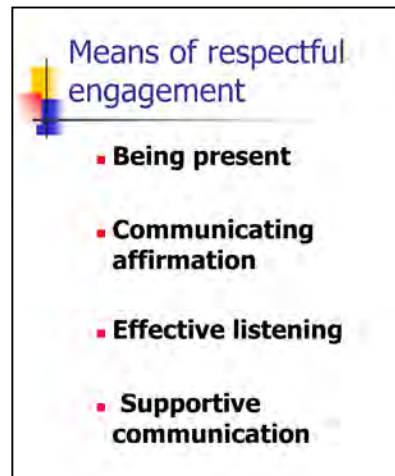 Means of respectful
engagement
Being present
Communicating
affirmation
Effective listening
Supportive
communication